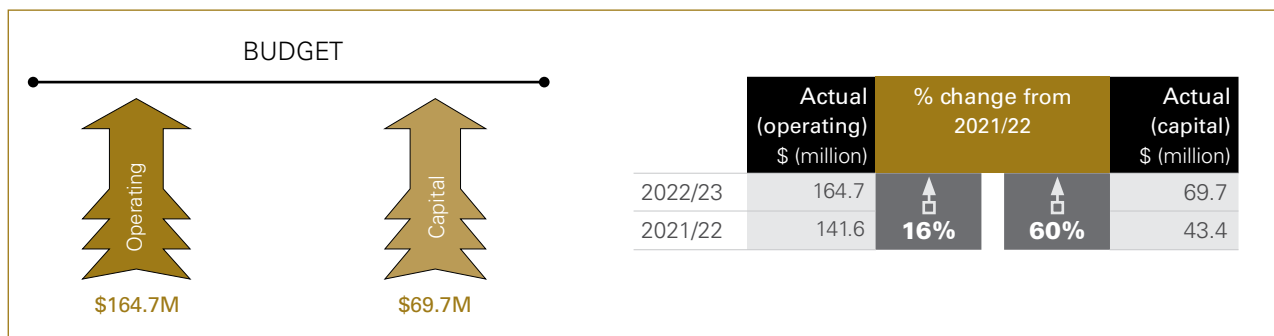 BUDGET
Operating
Capital
$164.7M
$69.7M
Actual
(operating)
$ (million)
% change from
2021/22
Actual
(capital)
$ (million)
2022/23 164.7 69.7
2021/22 141.6 16% 60% 43.4